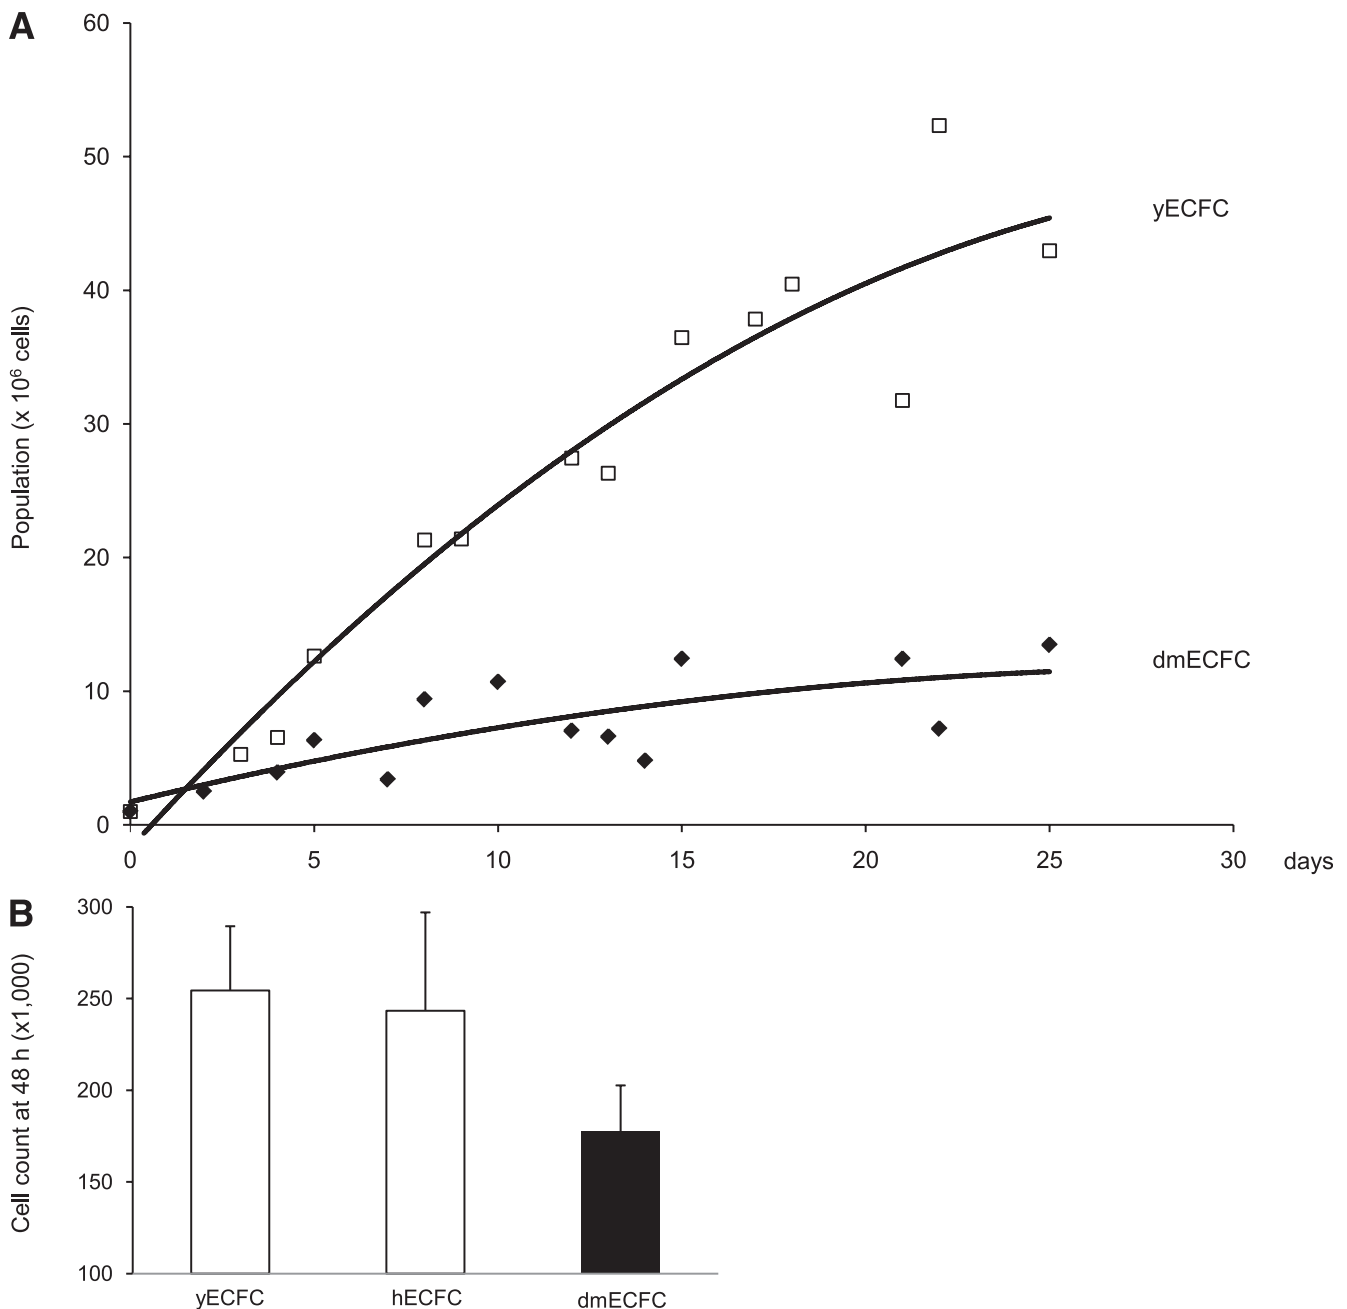 A
60
50
40
30
20
10
0
Population (x 10⁶ cells)
yECFC
dmECFC
0 5 10 15 20 25 30 days
B
300
250
200
150
100
Cell count at 48 h (x1,000)
yECFC hECFC dmECFC